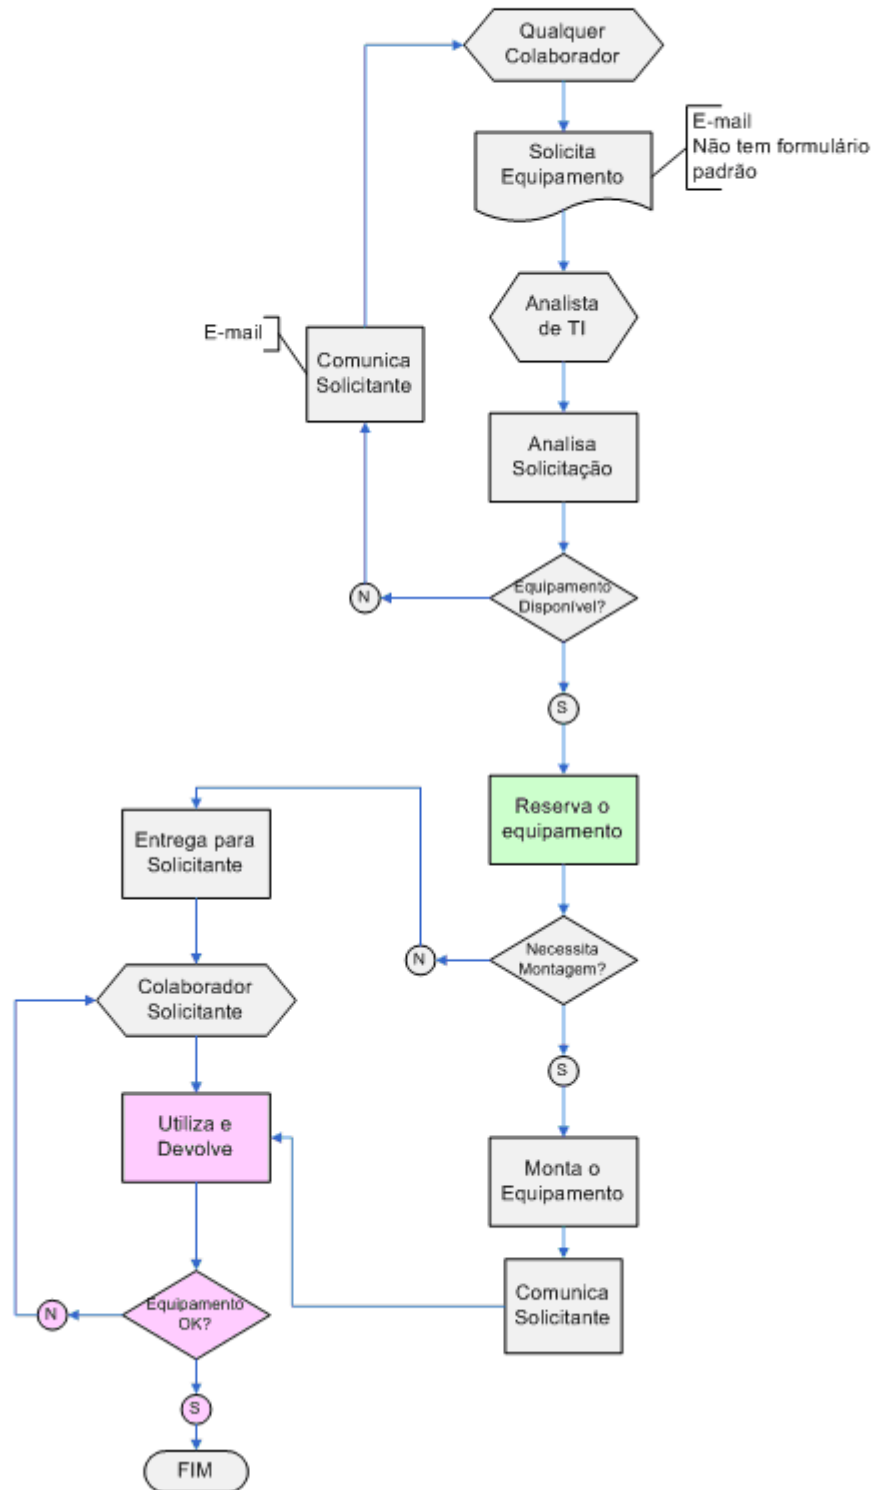 Qualquer
Colaborador
Solicita
Equipamento
E-mail
Não tem formulário
padrão
Analista
de TI
E-mail
Comunica
Solicitante
Analisa
Solicitação
Equipamento
Disponível?
N
S
Reserva o
equipamento
Entrega para
Solicitante
Necessita
Montagem?
N
Colaborador
Solicitante
S
Utiliza e
Devolve
Monta o
Equipamento
Comunica
Solicitante
Equipamento
OK?
N
S
FIM